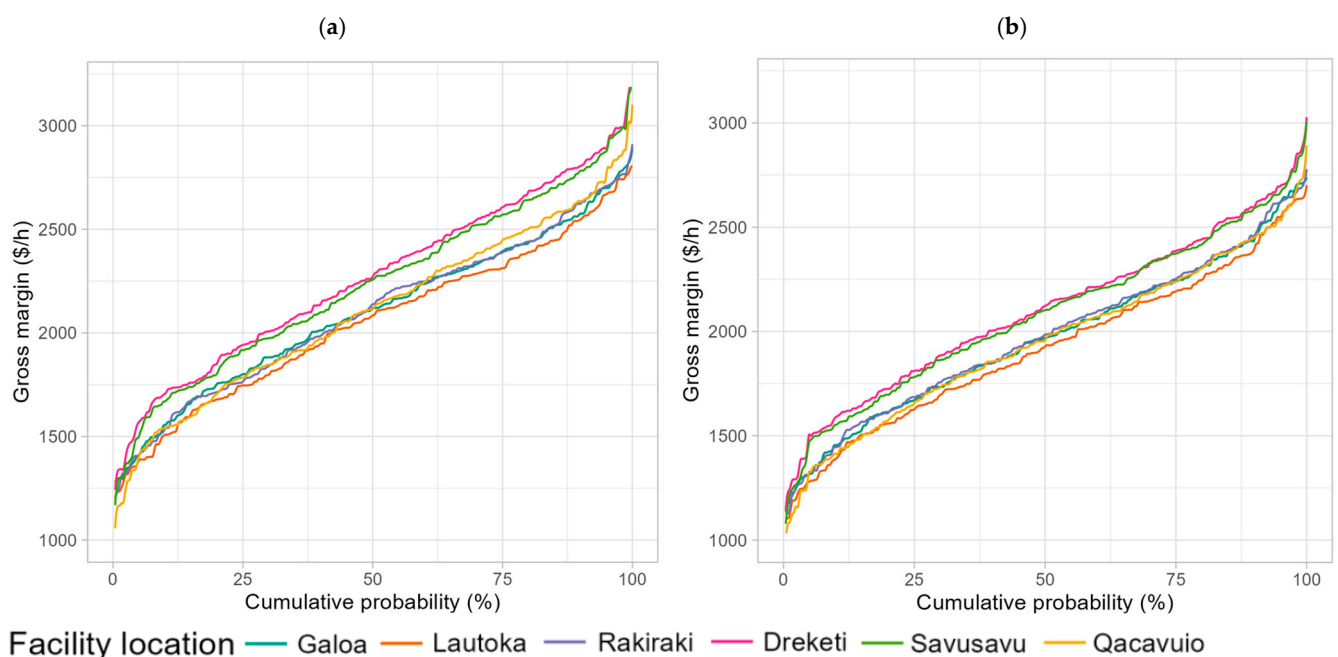 (a) (b)
Gross margin ($/h)
3000
2500
2000
1500
1000
0 25 50 75 100
Cumulative probability (%)
Gross margin ($/h)
3000
2500
2000
1500
1000
0 25 50 75 100
Cumulative probability (%)
Facility location Galoa Lautoka Rakiraki Dreketi Savusavu Qacavuio